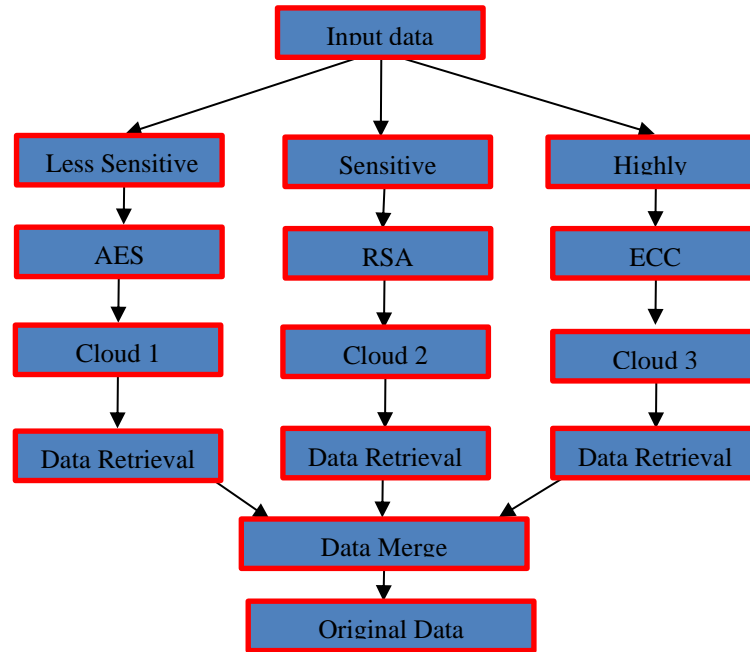 Input data
Less Sensitive
Sensitive
Highly
AES
RSA
ECC
Cloud 1
Cloud 2
Cloud 3
Data Retrieval
Data Retrieval
Data Retrieval
Data Merge
Original Data